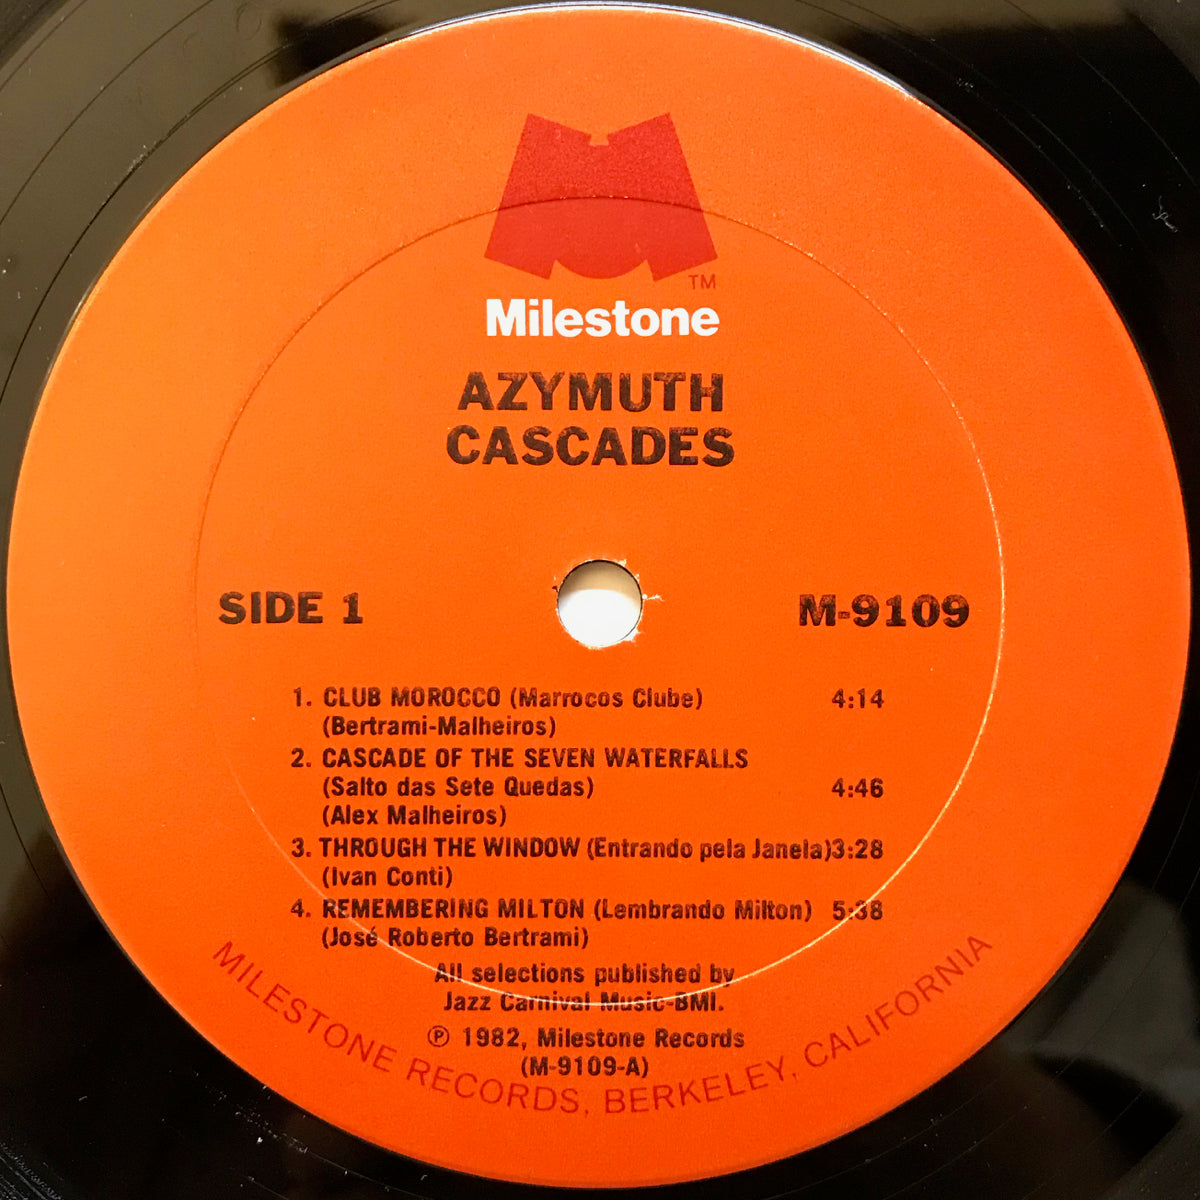 TM
Milestone
AZYMUTH
CASCADES
SIDE 1
M-9109
1. CLUB MOROCCO (Marrocos Clube) 4:14
(Bertrami-Malheiros)
2. CASCADE OF THE SEVEN WATERFALLS
(Salto das Sete Quedas) 4:46
(Alex Malheiros)
3. THROUGH THE WINDOW (Entrando pela Janela)3:28
(Ivan Conti)
4. REMEMBERING MILTON (Lembrando Milton) 5:38
(José Roberto Bertrami)
All selections published by
Jazz Carnival Music-BMI.
℗ 1982, Milestone Records
(M-9109-A)
MILESTONE RECORDS, BERKELEY, CALIFORNIA